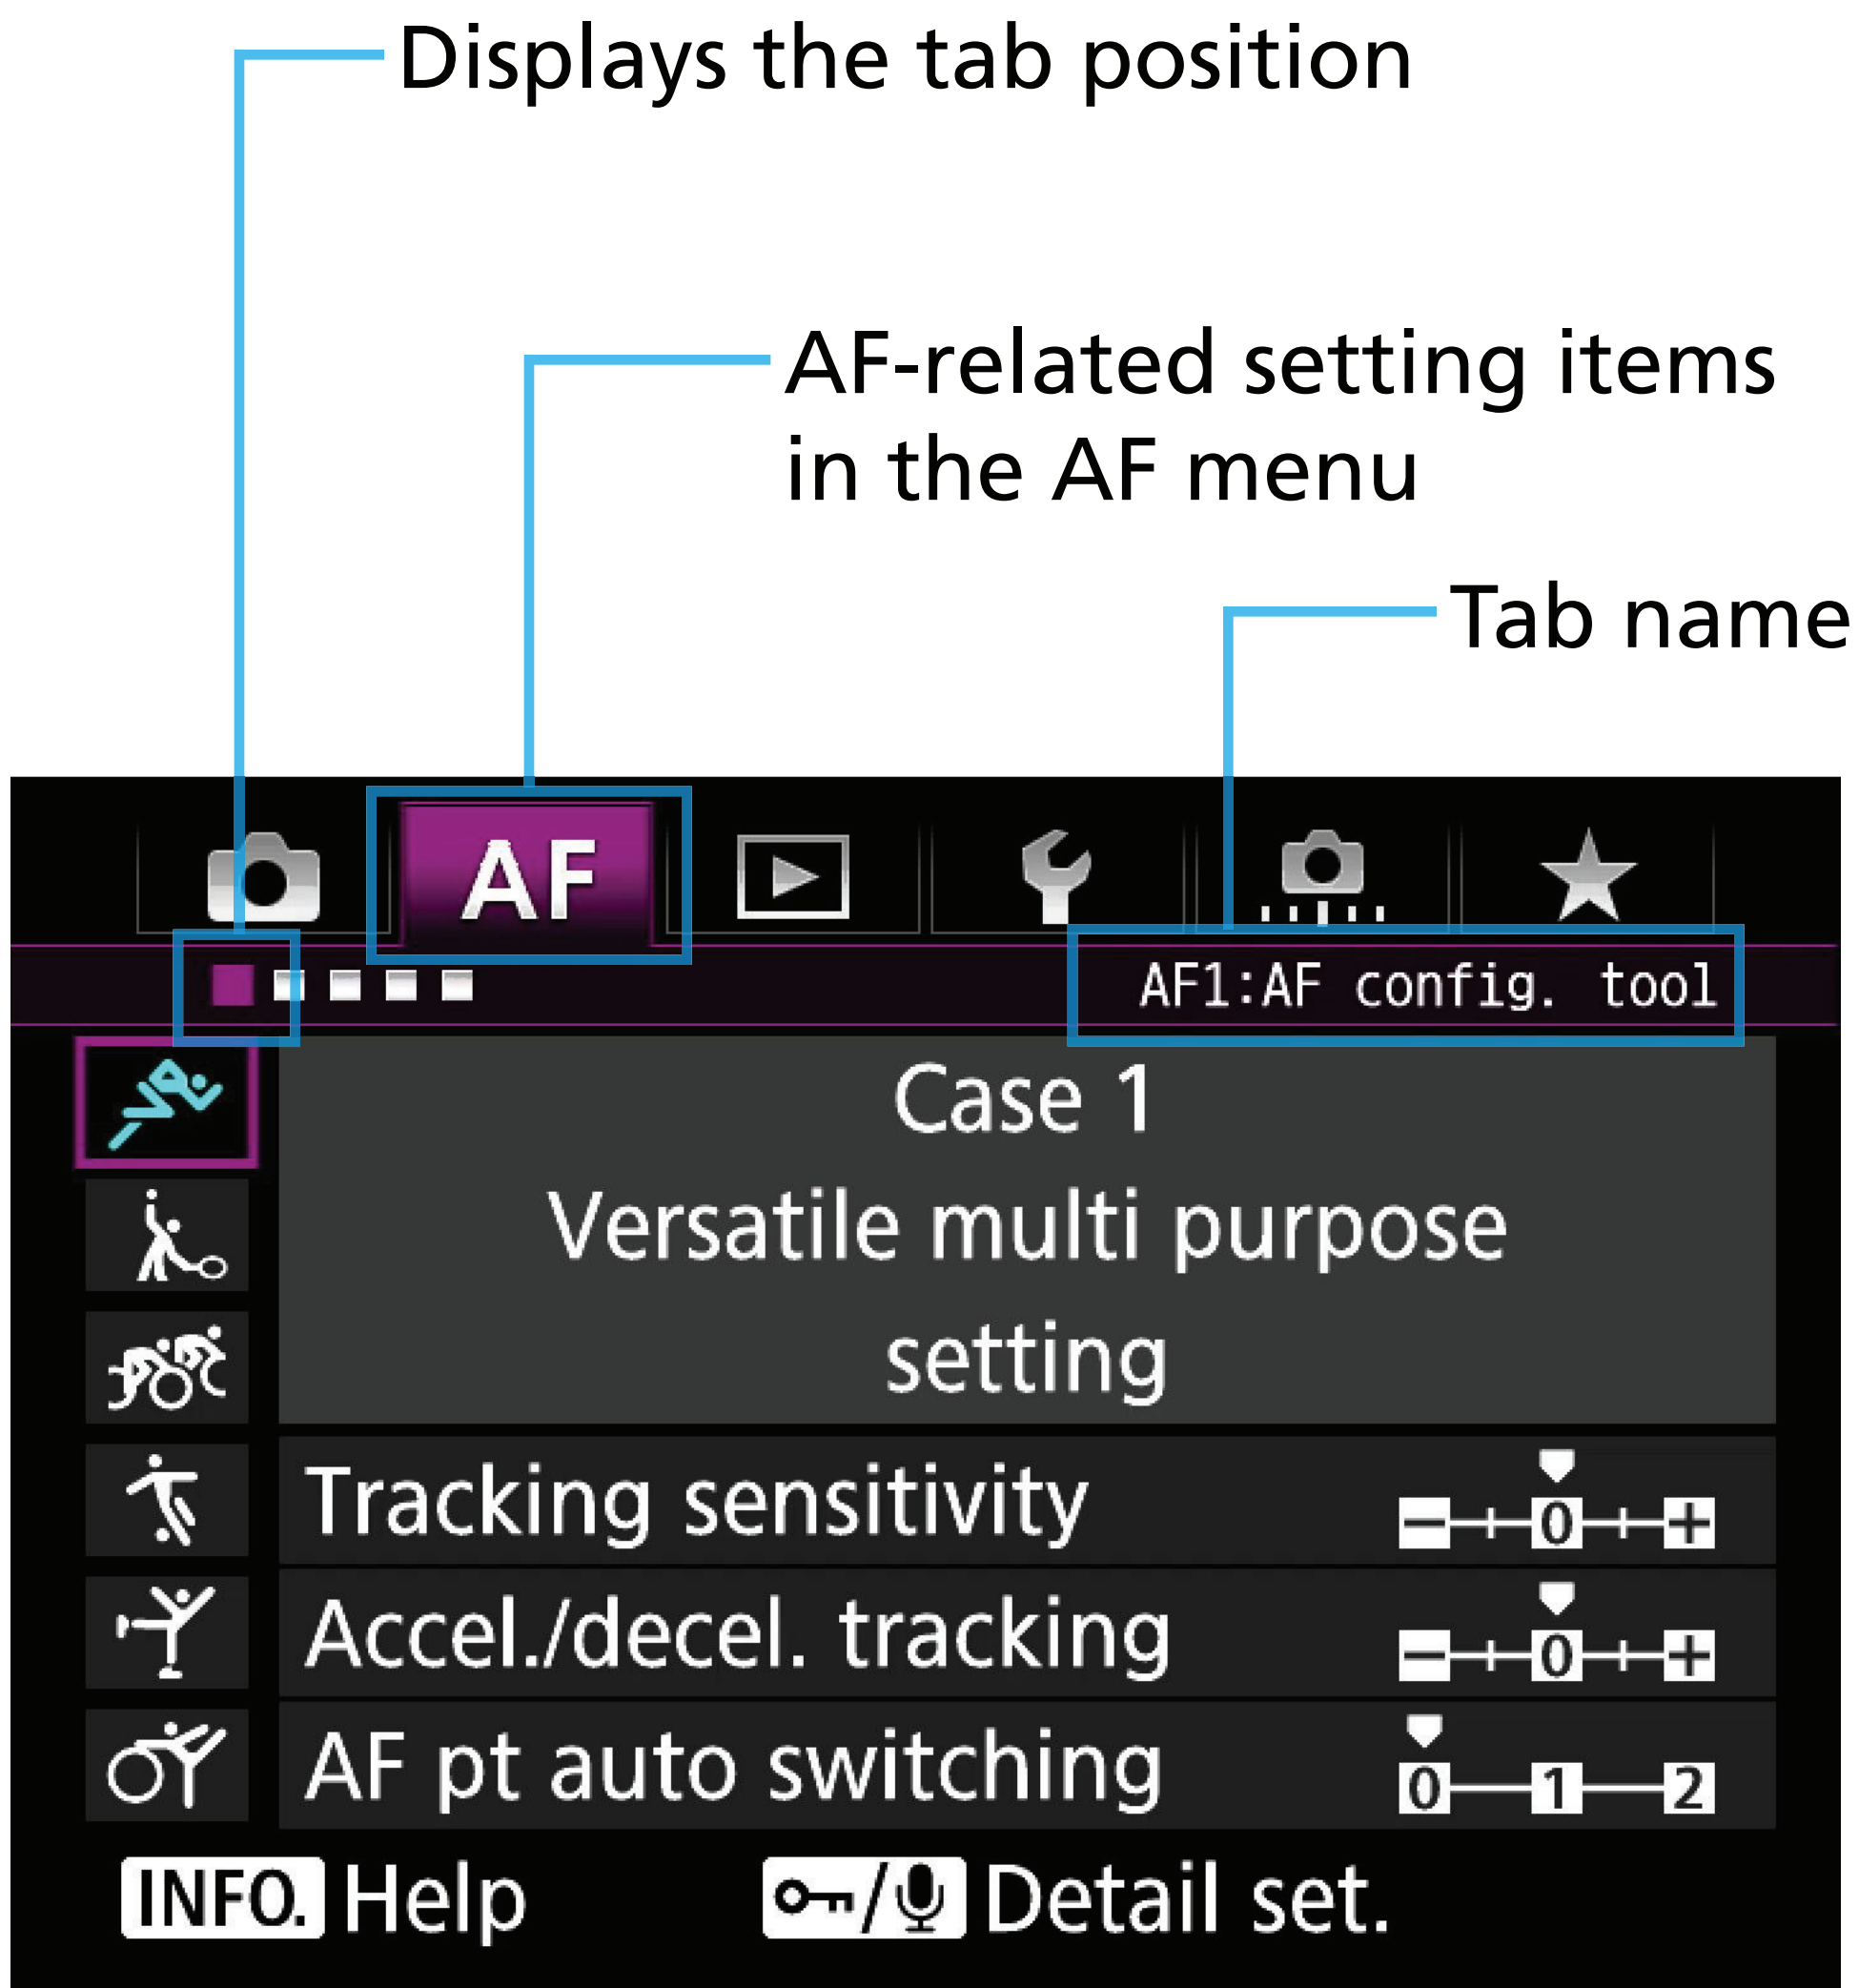 Displays the tab position
AF-related setting items
in the AF menu
Tab name
AF
AF1:AF config. tool
Case 1
Versatile multi purpose
setting
Tracking sensitivity
− 0 +
Accel./decel. tracking
− 0 +
AF pt auto switching
0 1 2
INFO. Help / Detail set.